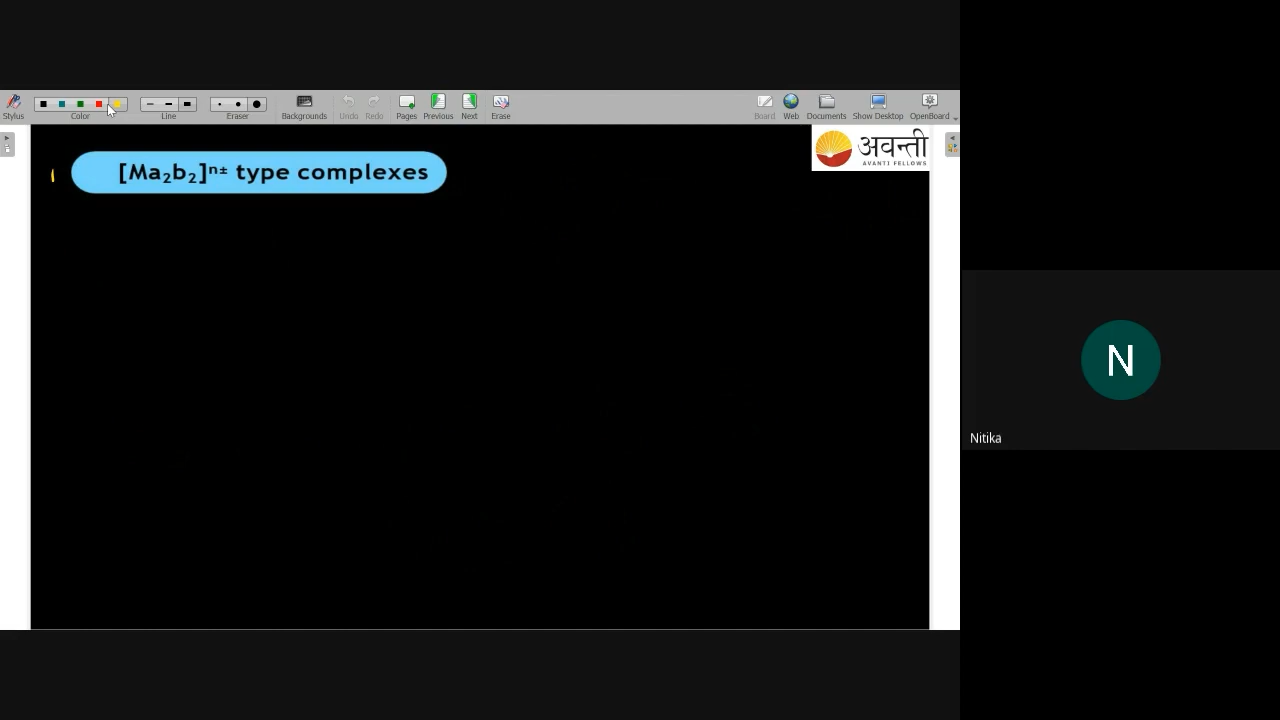 Stylus
Color
Line
Eraser
Backgrounds
Undo
Redo
Pages
Previous
Next
Erase
Board
Web
Documents
Show Desktop
OpenBoard
[Ma₂b₂]ⁿ± type complexes
अवन्ती
AVANTI FELLOWS
N
Nitika